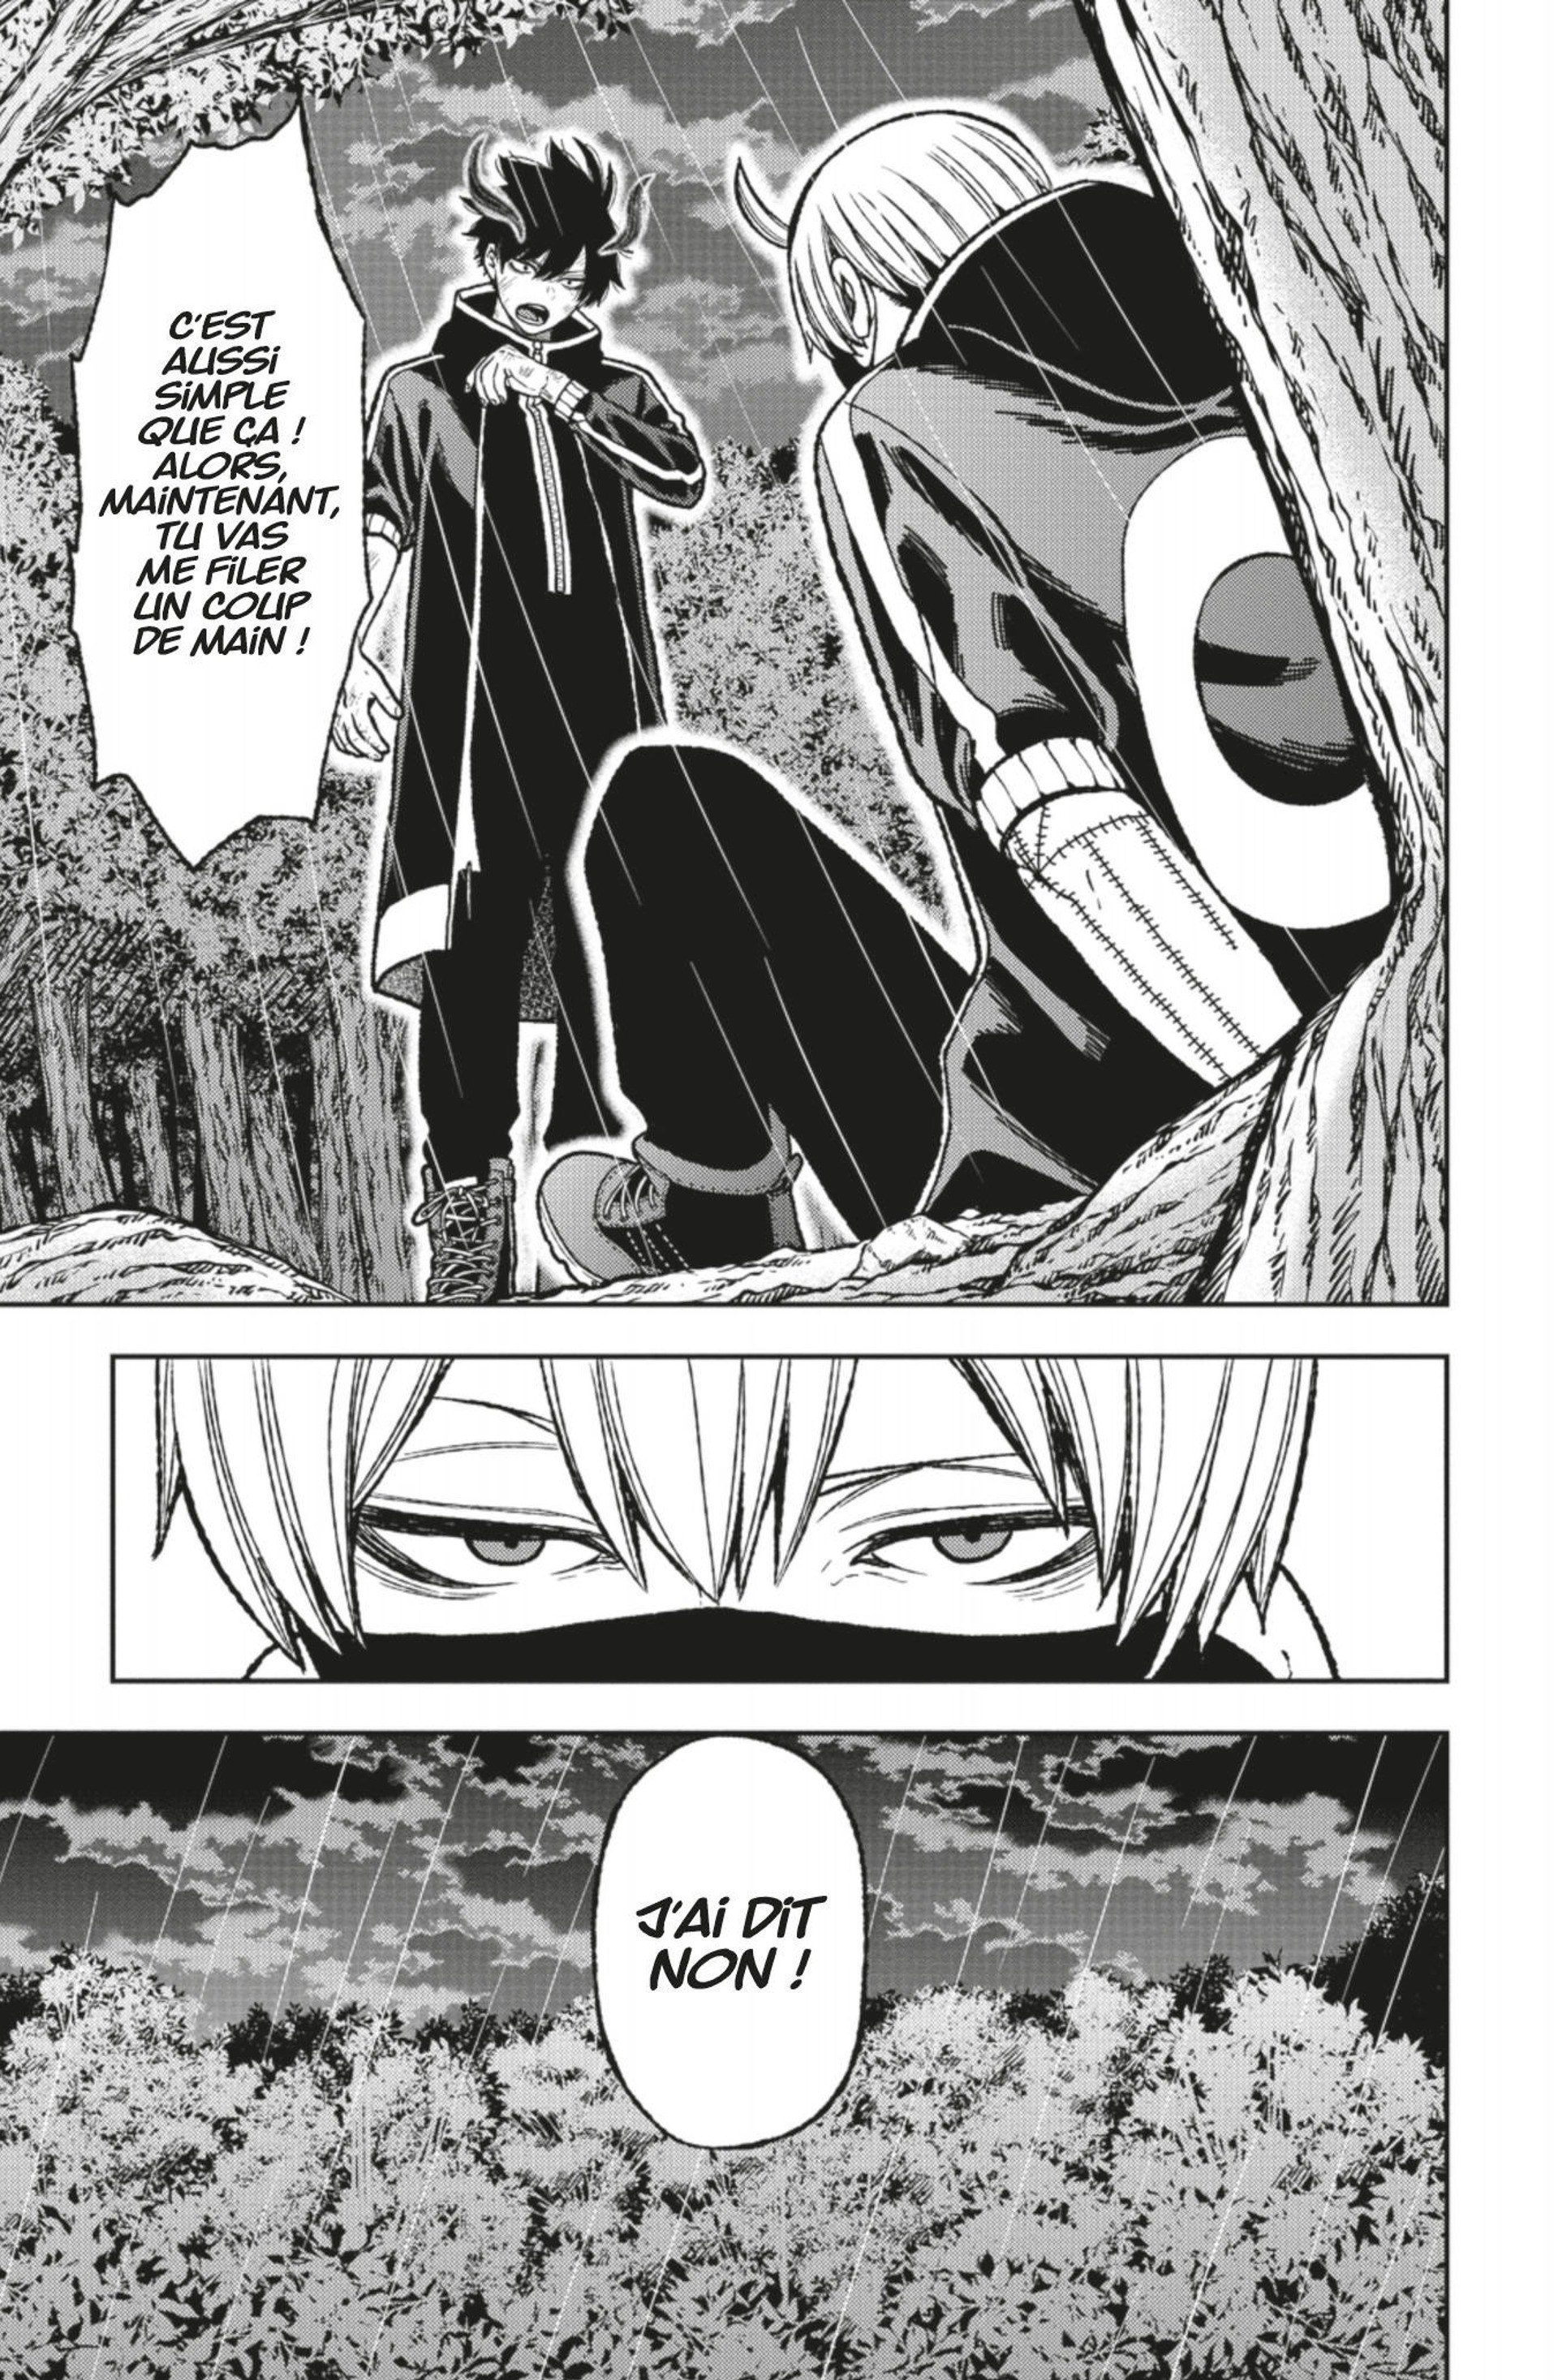 C'EST
AUSSI
SIMPLE
QUE ÇA !
ALORS,
MAINTENANT,
TU VAS
ME FILER
UN COUP
DE MAIN !
J'AI DIT
NON !